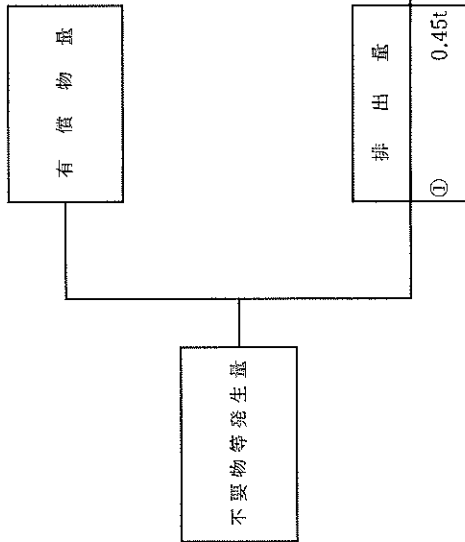 不要物等発生量
有償物量
排出量
① 0.45t